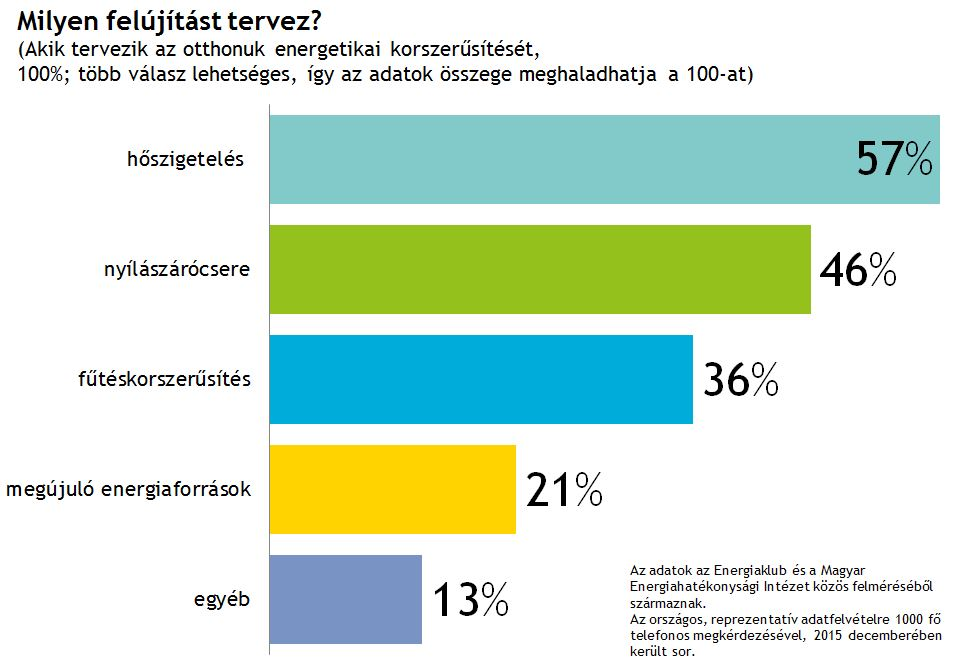 Milyen felújítást tervez?
(Akik tervezik az otthonuk energetikai korszerűsítését,
100%; több válasz lehetséges, így az adatok összege meghaladhatja a 100-at)
hőszigetelés
57%
nyílászárócsere
46%
fűtéskorszerűsítés
36%
megújuló energiaforrások
21%
egyéb
13%
Az adatok az Energiaklub és a Magyar
Energiahatékonysági Intézet közös felméréséből
származnak.
Az országos, reprezentatív adatfelvételre 1000 fő
telefonos megkérdezésével, 2015 decemberében
került sor.